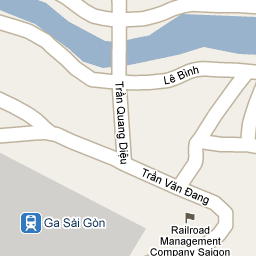 Lê Bình
Trần Quang Diệu
Trần Văn Đang
Ga Sài Gòn
Railroad
Management
Company Saigon